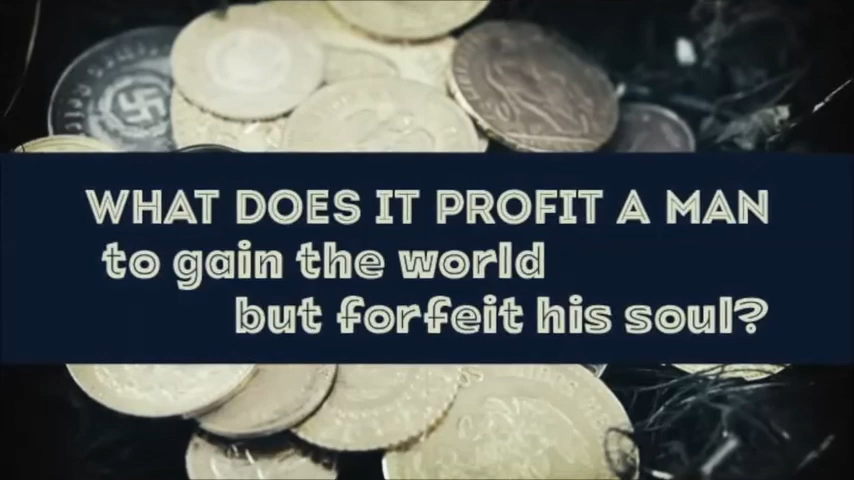 WHAT DOES IT PROFIT A MAN
to gain the world
but forfeit his soul?